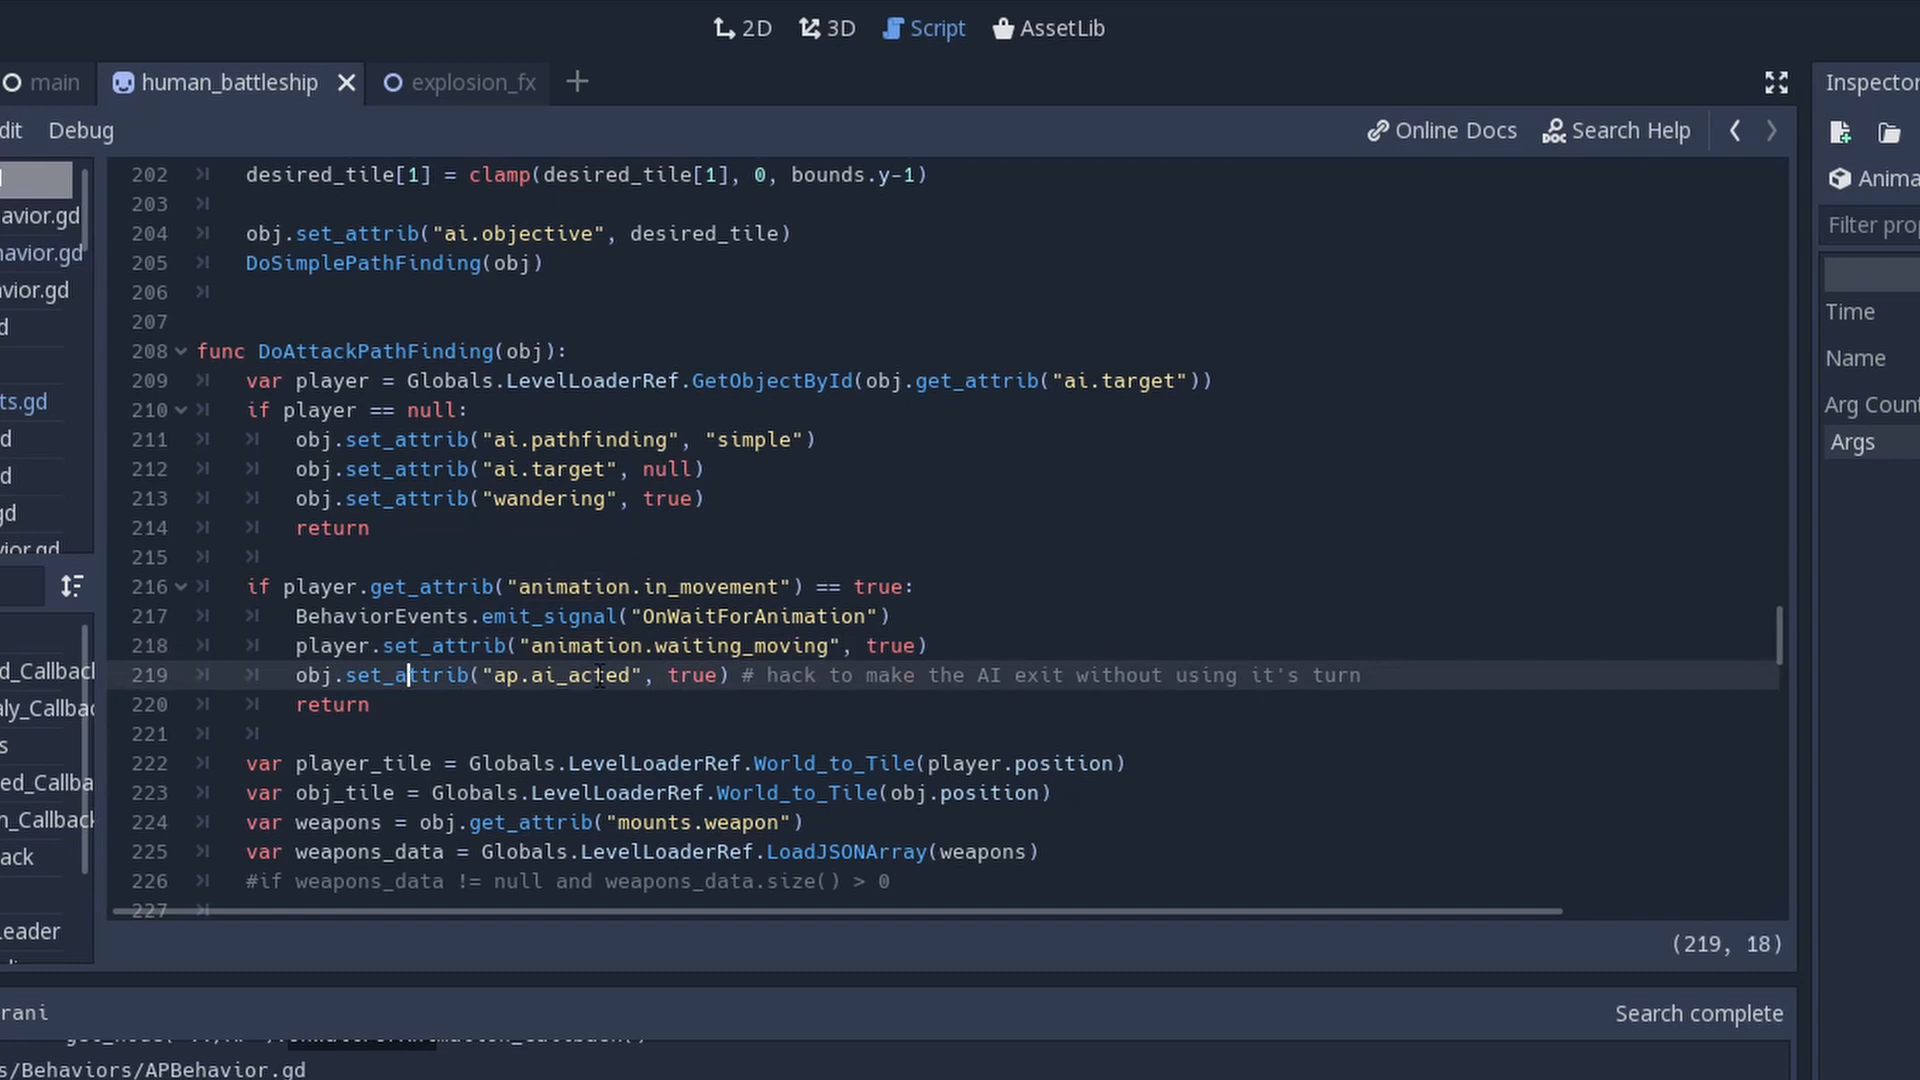 2D 3D Script AssetLib
main human_battleship explosion_fx
Inspector
dit Debug Online Docs Search Help
202 desired_tile[1] = clamp(desired_tile[1], 0, bounds.y-1)
Anima
203
avior.gd
Filter prop
204 obj.set_attrib("ai.objective", desired_tile)
havior.gd
205 DoSimplePathFinding(obj)
avior.gd
206
Time
207
d
208 func DoAttackPathFinding(obj):
Name
209 var player = Globals.LevelLoaderRef.GetObjectById(obj.get_attrib("ai.target"))
ts.gd
Arg Count
210 if player == null:
d
211 obj.set_attrib("ai.pathfinding", "simple")
Args
212 obj.set_attrib("ai.target", null)
d
213 obj.set_attrib("wandering", true)
gd
214 return
vior.gd
215
216 if player.get_attrib("animation.in_movement") == true:
217 BehaviorEvents.emit_signal("OnWaitForAnimation")
218 player.set_attrib("animation.waiting_moving", true)
d_Callback
219 obj.set_attrib("ap.ai_acted", true) # hack to make the AI exit without using it's turn
aly_Callbac
220 return
s
221
222 var player_tile = Globals.LevelLoaderRef.World_to_Tile(player.position)
ed_Callba
223 var obj_tile = Globals.LevelLoaderRef.World_to_Tile(obj.position)
n_Callback
224 var weapons = obj.get_attrib("mounts.weapon")
ack
225 var weapons_data = Globals.LevelLoaderRef.LoadJSONArray(weapons)
226 #if weapons_data != null and weapons_data.size() > 0
227
Leader
(219, 18)
rani
Search complete
s/Behaviors/APBehavior.gd